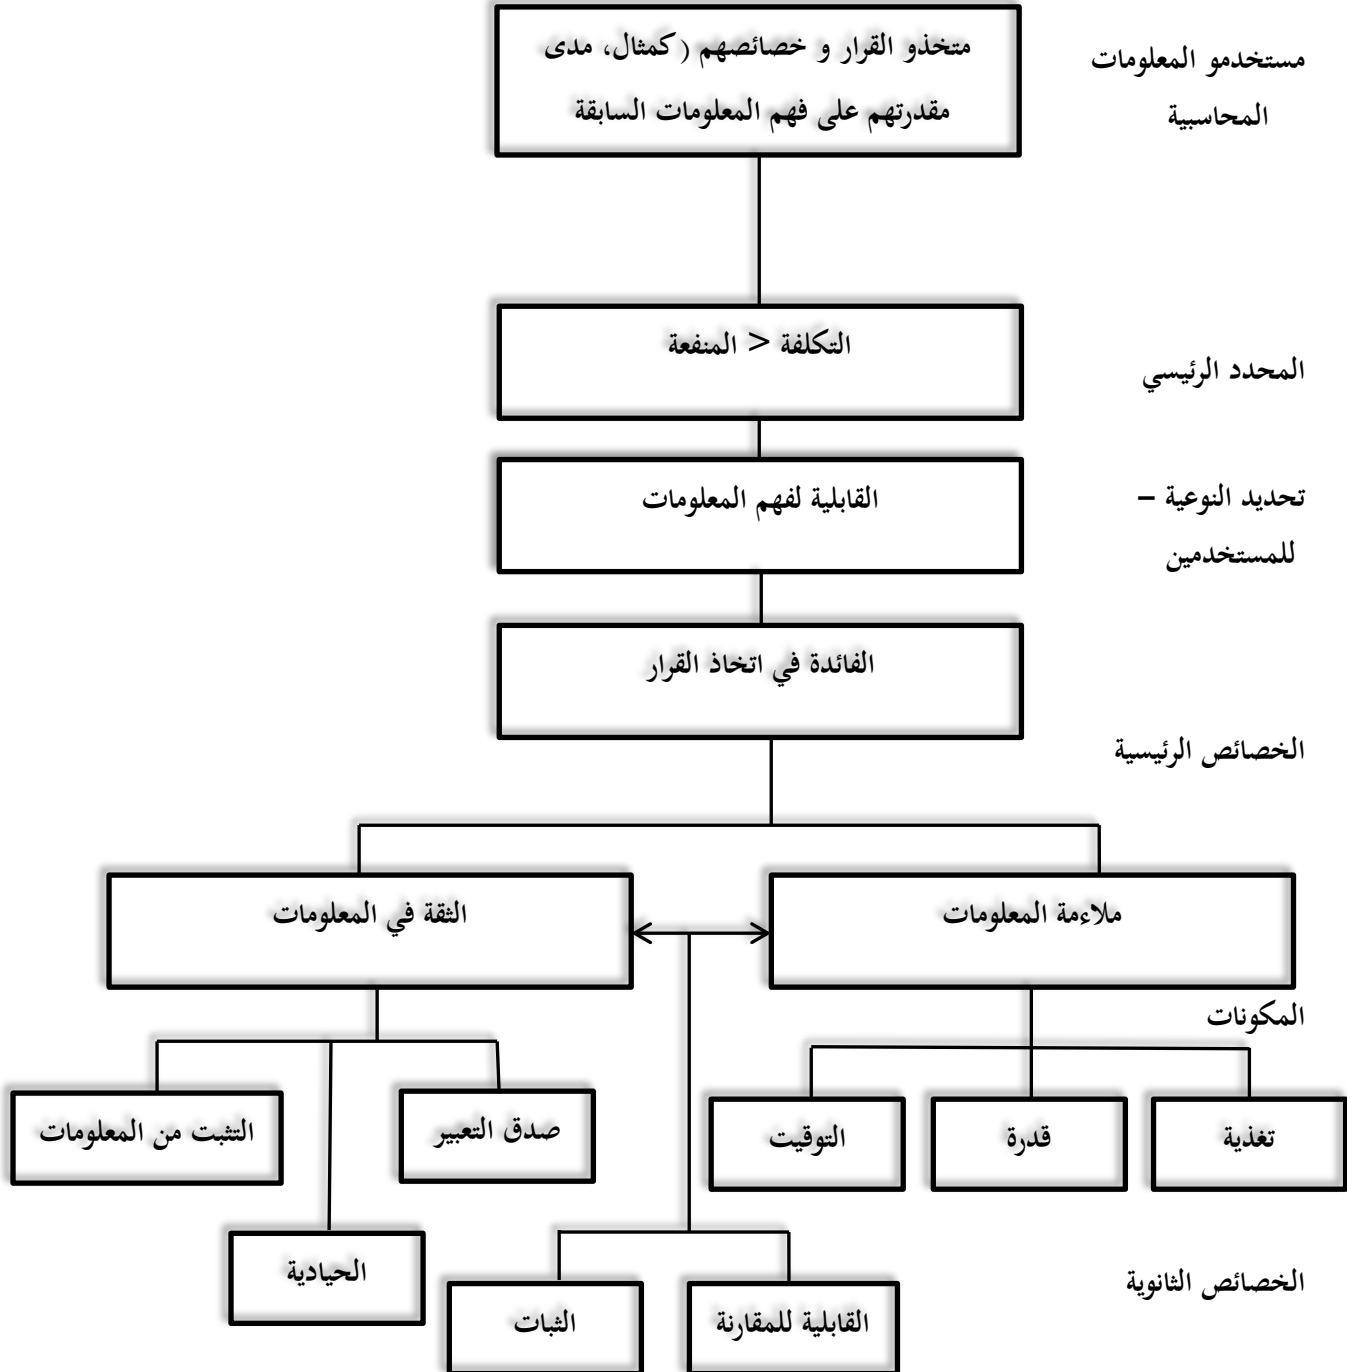 مستخدمو المعلومات
المحاسبية
متخذو القرار و خصائصهم (كمثال، مدى
مقدرتهم على فهم المعلومات السابقة
المحدد الرئيسي
التكلفة < المنفعة
تحديد النوعية –
للمستخدمين
القابلية لفهم المعلومات
الفائدة في اتخاذ القرار
الخصائص الرئيسية
ملاءمة المعلومات
الثقة في المعلومات
المكونات
تغذية
قدرة
التوقيت
صدق التعبير
التثبت من المعلومات
الحيادية
الخصائص الثانوية
القابلية للمقارنة
الثبات